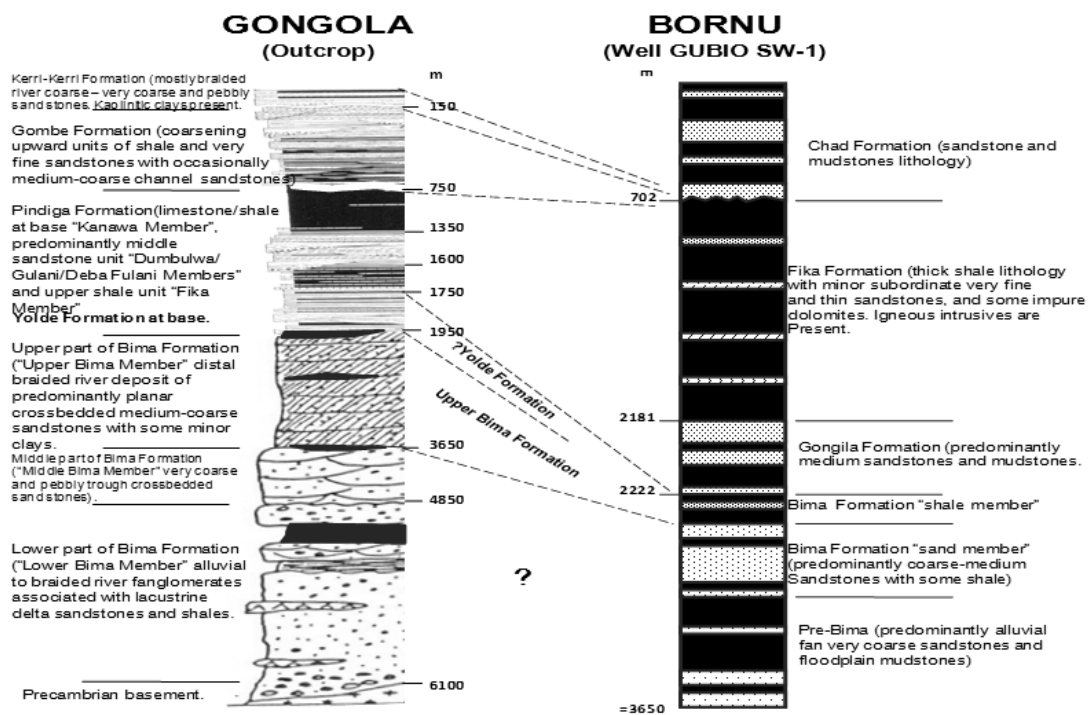 GONGOLA
(Outcrop)
m
Kerri-Kerri Formation (mostly braided
river coarse – very coarse and pebbly
sandstones. Kaolinitic clays present.
Gombe Formation (coarsening
upward units of shale and very
fine sandstones with occasionally
medium-coarse channel sandstones)
Pindiga Formation(limestone/shale
at base "Kanawa Member",
predominantly middle
sandstone unit "Dumbulwa/
Gulani/Deba Fulani Members"
and upper shale unit "Fika
Member"
Yolde Formation at base.
Upper part of Bima Formation
("Upper Bima Member" distal
braided river deposit of
predominantly planar
crossbedded medium-coarse
sandstones with some minor
clays.
Middle part of Bima Formation
("Middle Bima Member" very coarse
and pebbly trough crossbedded
sandstones).
Lower part of Bima Formation
("Lower Bima Member" alluvial
to braided river fanglomerates
associated with lacustrine
delta sandstones and shales.
Precambrian basement.
150
750
1350
1600
1750
1950
3650
4850
6100
?Yolde Formation
Upper Bima Formation
?
BORNU
(Well GUBIO SW-1)
m
702
2181
2222
=3650
Chad Formation (sandstone and
mudstones lithology)
Fika Formation (thick shale lithology
with minor subordinate very fine
and thin sandstones, and some impure
dolomites. Igneous intrusives are
Present.
Gongila Formation (predominantly
medium sandstones and mudstones.
Bima Formation "shale member"
Bima Formation "sand member"
(predominantly coarse-medium
Sandstones with some shale)
Pre-Bima (predominantly alluvial
fan very coarse sandstones and
floodplain mudstones)